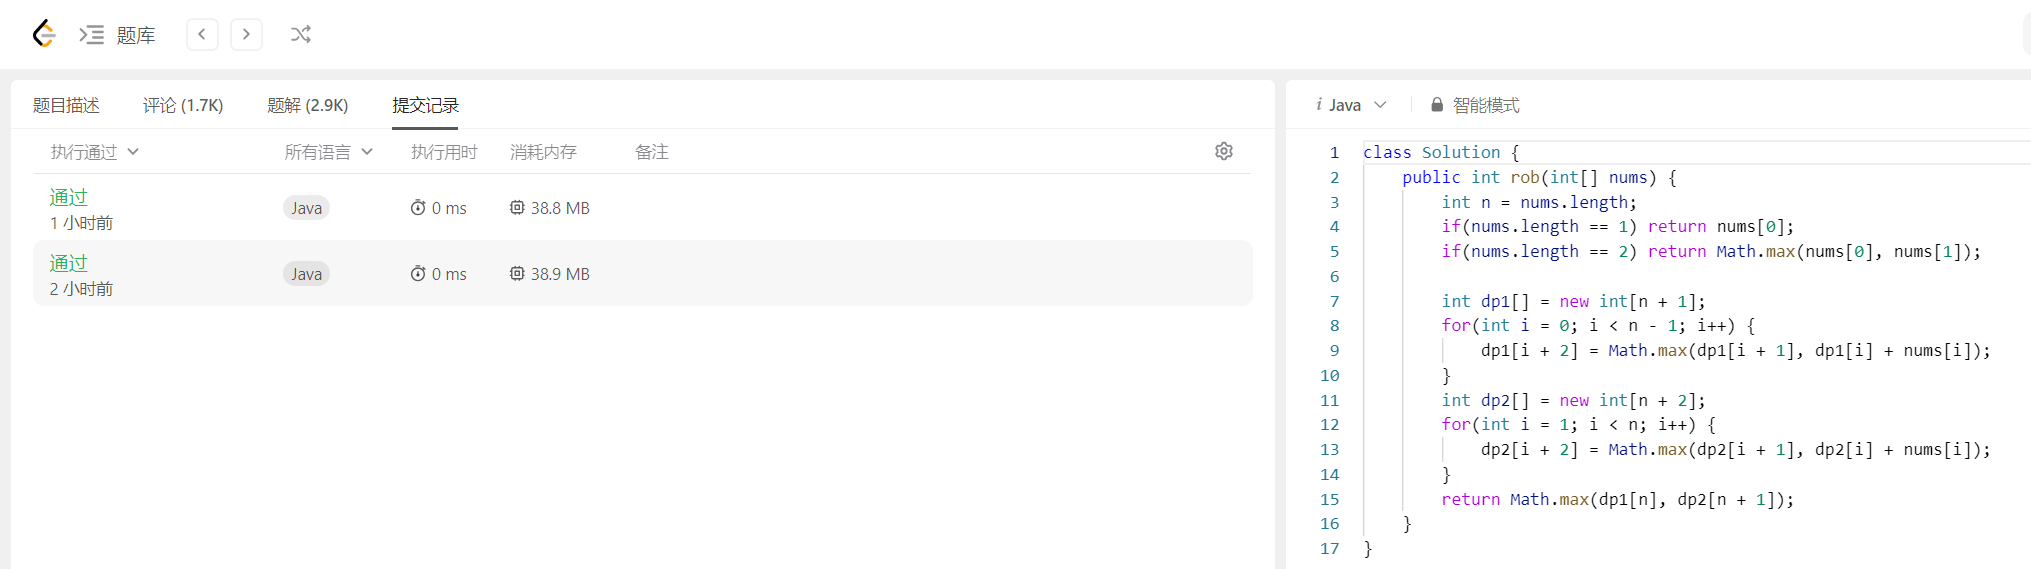 题库
题目描述 评论 (1.7K) 题解 (2.9K) 提交记录
执行通过 所有语言 执行用时 消耗内存 备注
通过
1 小时前
Java 0 ms 38.8 MB
通过
2 小时前
Java 0 ms 38.9 MB
i Java 智能模式
1 class Solution {
2 public int rob(int[] nums) {
3 int n = nums.length;
4 if(nums.length == 1) return nums[0];
5 if(nums.length == 2) return Math.max(nums[0], nums[1]);
6
7 int dp1[] = new int[n + 1];
8 for(int i = 0; i < n - 1; i++) {
9 dp1[i + 2] = Math.max(dp1[i + 1], dp1[i] + nums[i]);
10 }
11 int dp2[] = new int[n + 2];
12 for(int i = 1; i < n; i++) {
13 dp2[i + 2] = Math.max(dp2[i + 1], dp2[i] + nums[i]);
14 }
15 return Math.max(dp1[n], dp2[n + 1]);
16 }
17 }